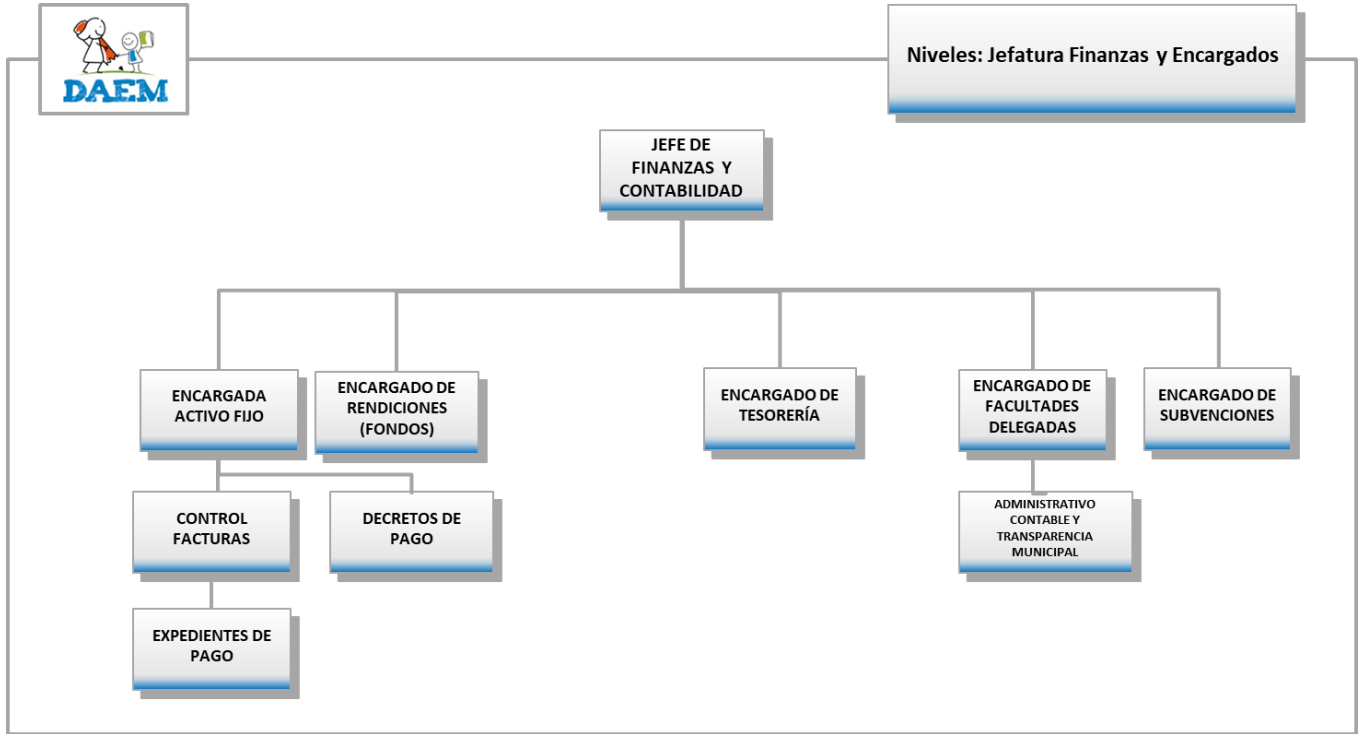 DAEM
Niveles: Jefatura Finanzas y Encargados
JEFE DE
FINANZAS Y
CONTABILIDAD
ENCARGADA
ACTIVO FIJO
ENCARGADO DE
RENDICIONES
(FONDOS)
ENCARGADO DE
TESORERÍA
ENCARGADO DE
FACULTADES
DELEGADAS
ENCARGADO DE
SUBVENCIONES
CONTROL
FACTURAS
DECRETOS DE
PAGO
ADMINISTRATIVO
CONTABLE Y
TRANSPARENCIA
MUNICIPAL
EXPEDIENTES DE
PAGO